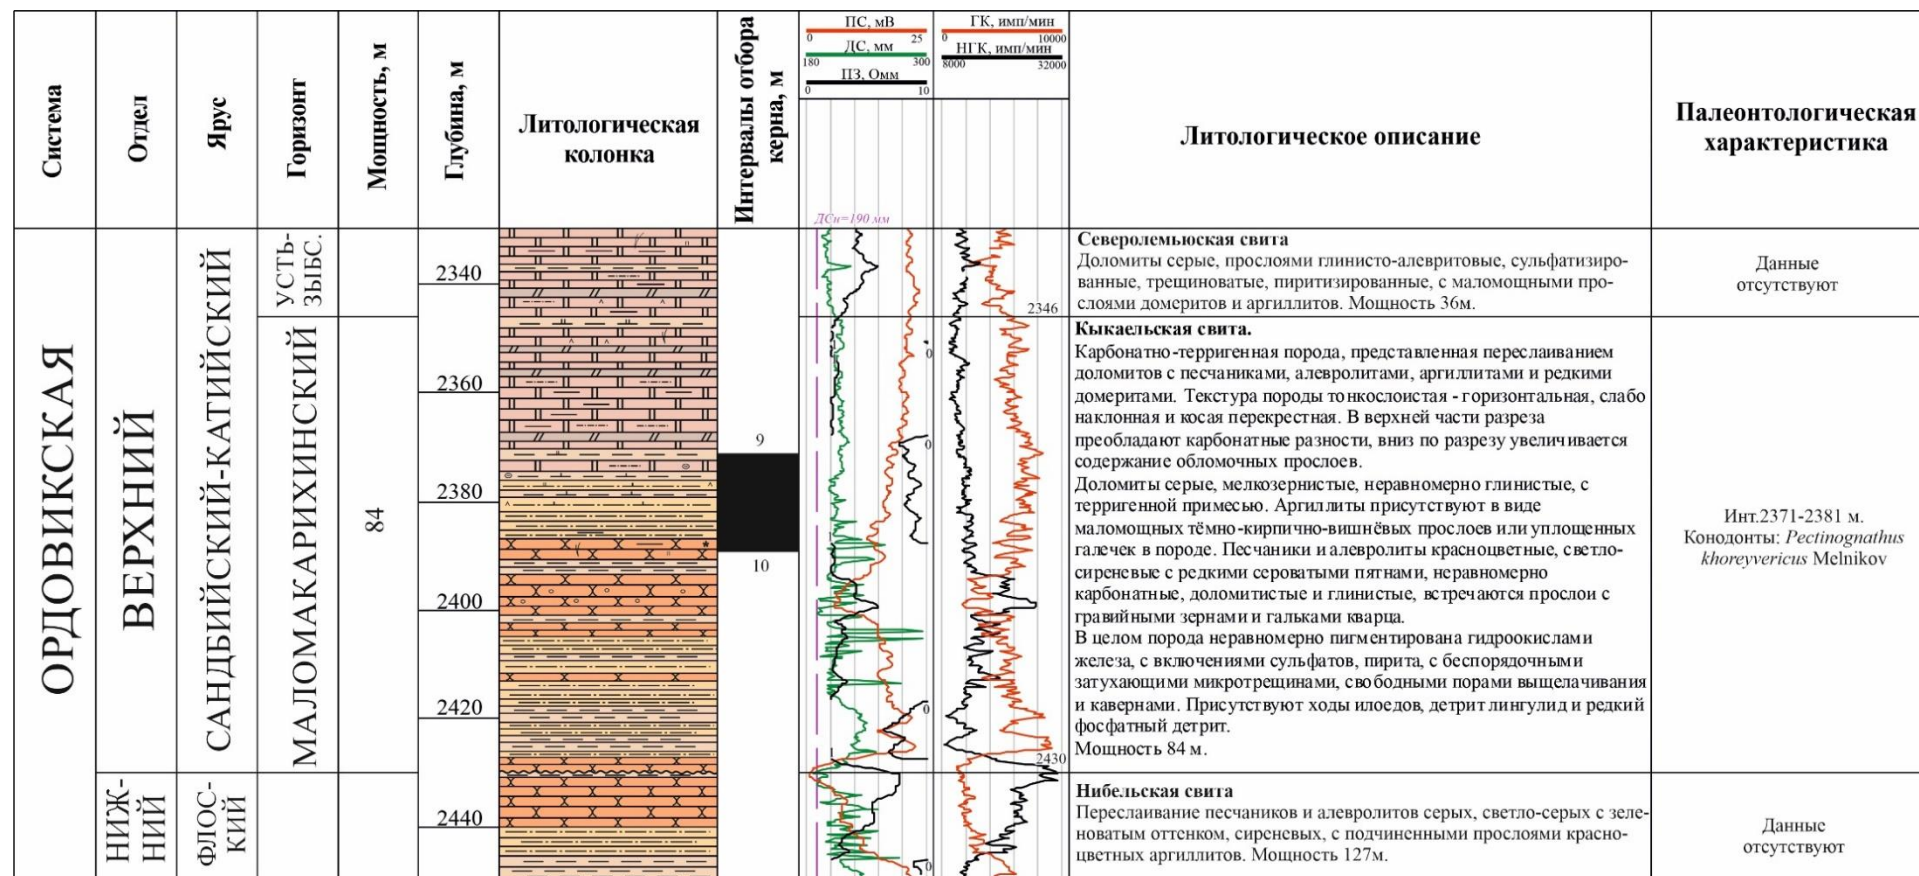 Система
Отдел
Ярус
Горизонт
Мощность, м
Глубина, м
Литологическая
колонка
Интервалы отбора
керна, м
ПС, мВ
0 25
ДС, мм
180 300
ПЗ, Омм
0 10
ГК, имп/мин
0 10000
НГК, имп/мин
8000 32000
Литологическое описание
Палеонтологическая
характеристика
ДСн=190 мм
ОРДОВИКСКАЯ
ВЕРХНИЙ
НИЖ-
НИЙ
САНДБИЙСКИЙ-КАТИЙСКИЙ
ФЛОС-
КИЙ
УСТЬ-
ЗЫБС.
МАЛОМАКАРИХИНСКИЙ
84
2340
2360
2380
2400
2420
2440
9
10
0
0
0
0
2346
2430
Северолемьюская свита
Доломиты серые, прослоями глинисто-алевритовые, сульфатизиро-
ванные, трещиноватые, пиритизированные, с маломощными про-
слоями домеритов и аргиллитов. Мощность 36м.
Данные
отсутствуют
Кыкаельская свита.
Карбонатно-терригенная порода, представленная переслаиванием
доломитов с песчаниками, алевролитами, аргиллитами и редкими
домеритами. Текстура породы тонкослоистая - горизонтальная, слабо
наклонная и косая перекрестная. В верхней части разреза
преобладают карбонатные разности, вниз по разрезу увеличивается
содержание обломочных прослоев.
Доломиты серые, мелкозернистые, неравномерно глинистые, с
терригенной примесью. Аргиллиты присутствуют в виде
маломощных тёмно-кирпично-вишнёвых прослоев или уплощенных
галечек в породе. Песчаники и алевролиты красноцветные, светло-
сиреневые с редкими сероватыми пятнами, неравномерно
карбонатные, доломитистые и глинистые, встречаются прослои с
гравийными зернами и гальками кварца.
В целом порода неравномерно пигментирована гидроокислами
железа, с включениями сульфатов, пирита, с беспорядочными
затухающими микротрещинами, свободными порами выщелачивания
и кавернами. Присутствуют ходы илоедов, детрит лингулид и редкий
фосфатный детрит.
Мощность 84 м.
Инт.2371-2381 м.
Конодонты: Pectinognathus
khoreyvericus Melnikov
Нибельская свита
Переслаивание песчаников и алевролитов серых, светло-серых с зеле-
новатым оттенком, сиреневых, с подчиненными прослоями красно-
цветных аргиллитов. Мощность 127м.
Данные
отсутствуют